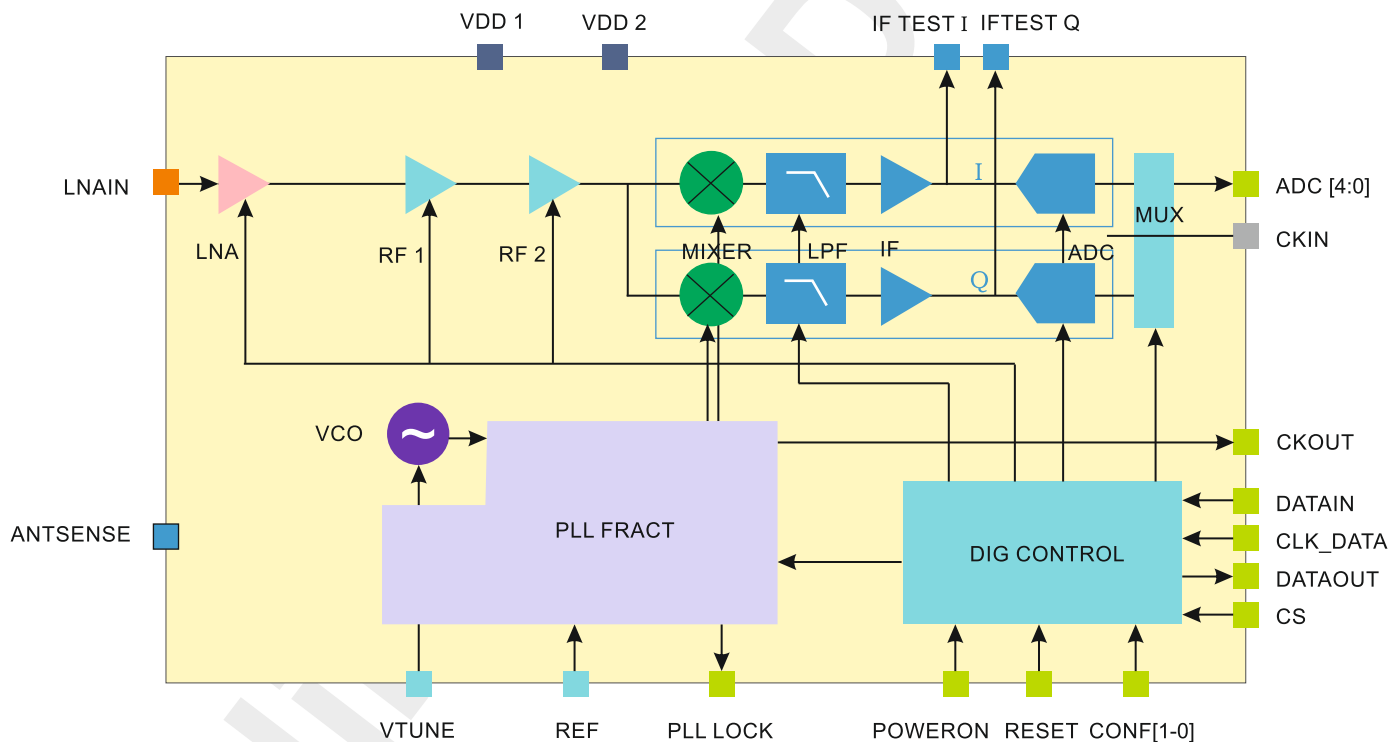 VDD 1
VDD 2
IF TEST I
IFTEST Q
LNAIN
LNA
RF 1
RF 2
MIXER
LPF
IF
I
Q
ADC
MUX
ADC [4:0]
CKIN
VCO
~
PLL FRACT
DIG CONTROL
CKOUT
DATAIN
CLK_DATA
DATAOUT
CS
ANTSENSE
VTUNE
REF
PLL LOCK
POWERON
RESET
CONF[1-0]